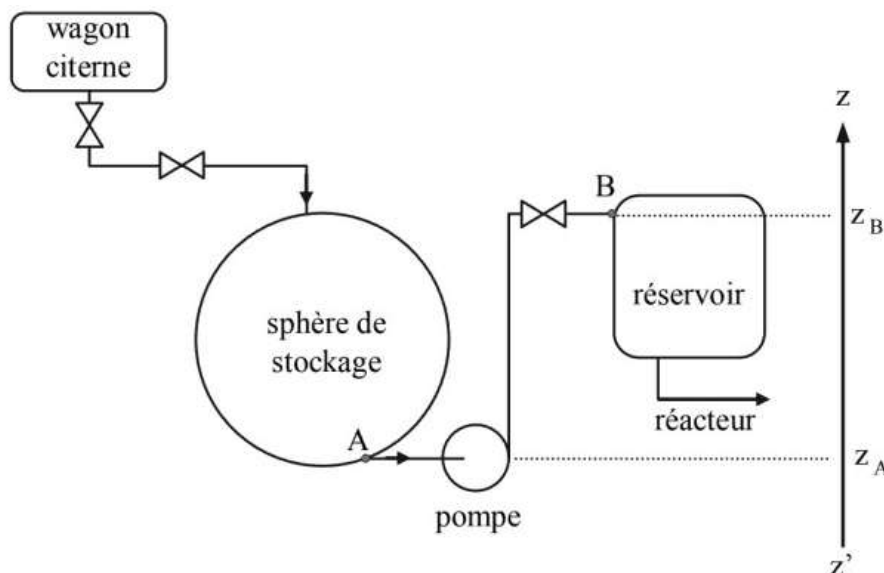 wagon
citerne
z
B
z B
sphère de
stockage
réservoir
A
réacteur
z A
pompe
z'